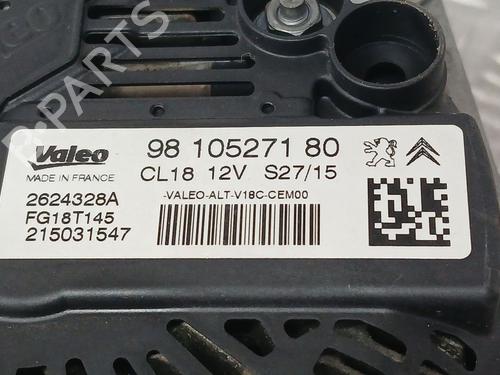 Valeo
MADE IN FRANCE
98 105271 80
CL18 12V S27/15
2624328A
FG18T145
215031547
-VALEO-ALT-V18C-CEM00
PARTS